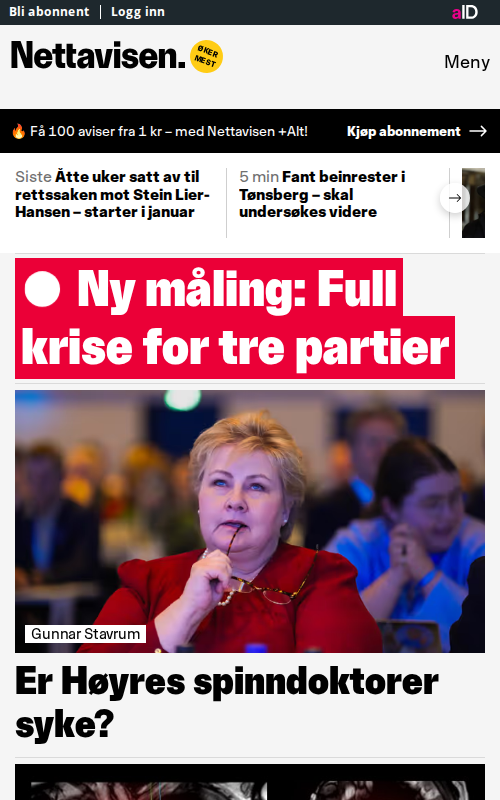 Bli abonnent
Logg inn
aID
Nettavisen.
ØKER
MEST
Meny
🔥 Få 100 aviser fra 1 kr – med Nettavisen +Alt!
Kjøp abonnement →
Siste Åtte uker satt av til
rettssaken mot Stein Lier-
Hansen – starter i januar
5 min Fant beinrester i
Tønsberg – skal
undersøkes videre
Ny måling: Full
krise for tre partier
Gunnar Stavrum
Er Høyres spinndoktorer
syke?